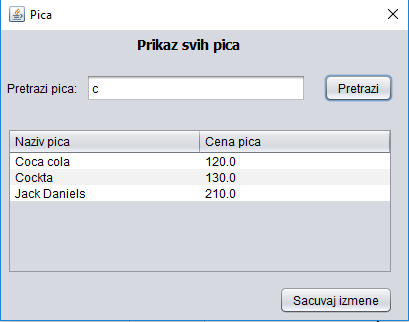 Pica
Prikaz svih pica
Pretrazi pica: c Pretrazi
Naziv pica Cena pica
Coca cola 120.0
Cockta 130.0
Jack Daniels 210.0
Sacuvaj izmene